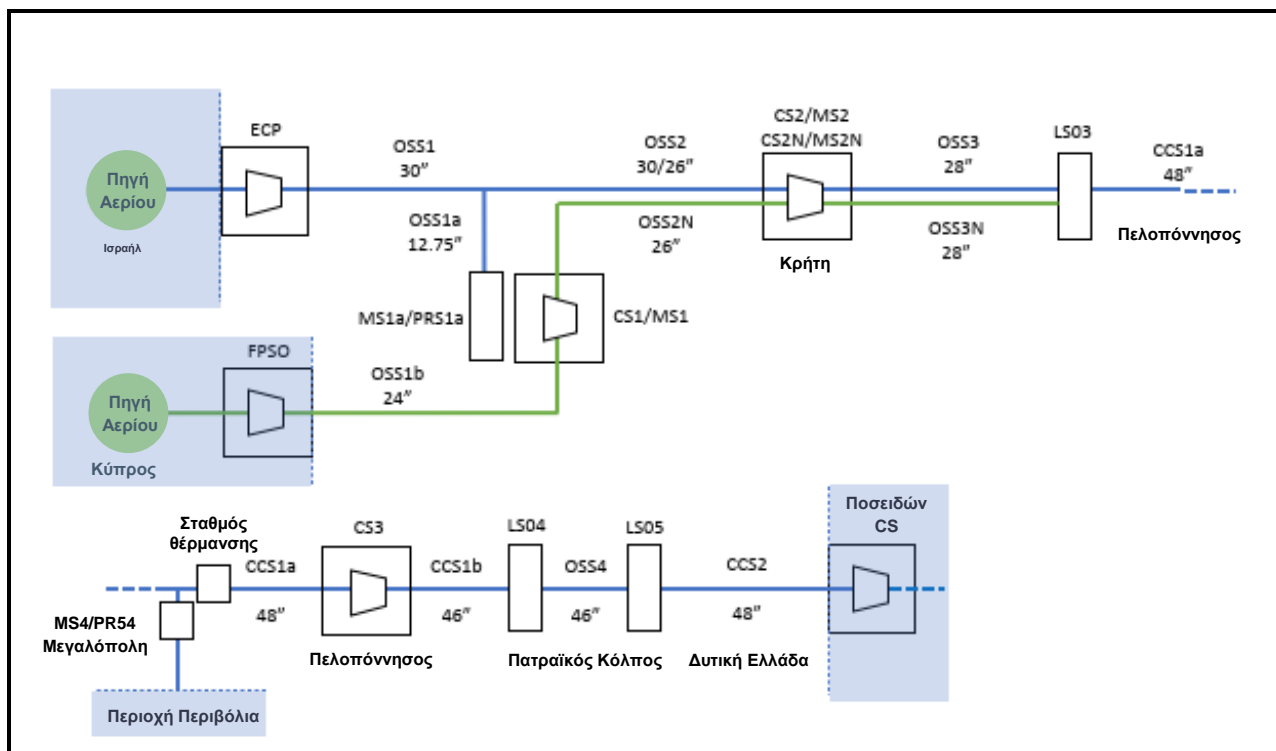 ECP
OSS1
30”
OSS2
30/26”
CS2/MS2
CS2N/MS2N
OSS3
28”
LS03
CCS1a
48”
Πηγή
Αερίου
Ισραήλ
OSS1a
12.75”
OSS2N
26”
Κρήτη
OSS3N
28”
Πελοπόννησος
MS1a/PRS1a
CS1/MS1
FPSO
OSS1b
24”
Πηγή
Αερίου
Κύπρος
Σταθμός
θέρμανσης
CCS1a
48”
CS3
CCS1b
46”
LS04
OSS4
46”
LS05
CCS2
48”
Ποσειδών
CS
MS4/PR54
Μεγαλόπολη
Πελοπόννησος
Πατραϊκός Κόλπος
Δυτική Ελλάδα
Περιοχή Περιβόλια